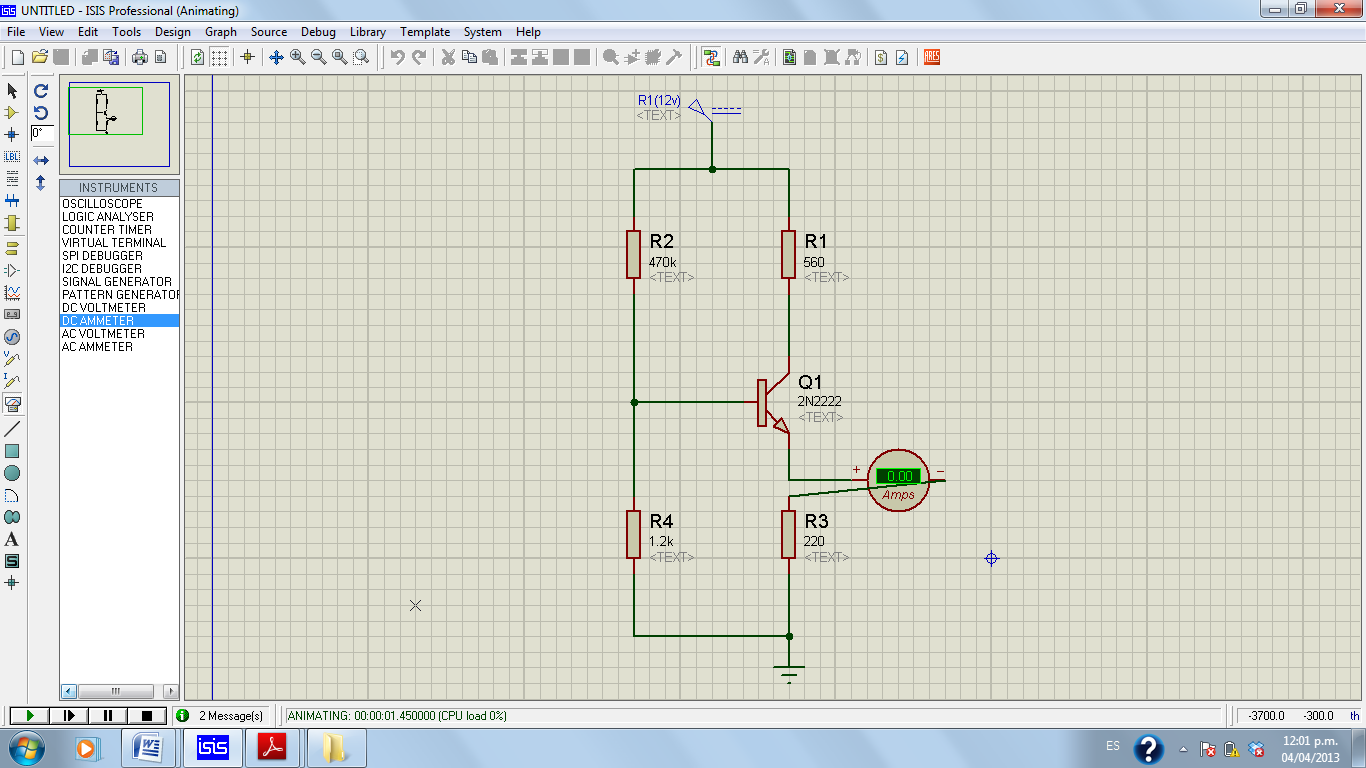 UNTITLED - ISIS Professional (Animating)
File View Edit Tools Design Graph Source Debug Library Template System Help
ARES
LBL
0°
A
S
V
I
INSTRUMENTS
OSCILLOSCOPE
LOGIC ANALYSER
COUNTER TIMER
VIRTUAL TERMINAL
SPI DEBUGGER
I2C DEBUGGER
SIGNAL GENERATOR
PATTERN GENERATOR
DC VOLTMETER
DC AMMETER
AC VOLTMETER
AC AMMETER
R1(12v)
<TEXT>
R2
470k
<TEXT>
R1
560
<TEXT>
Q1
2N2222
<TEXT>
+
−
0.00
Amps
R4
1.2k
<TEXT>
R3
220
<TEXT>
2 Message(s)
ANIMATING: 00:00:01.450000 (CPU load 0%)
-3700.0 -300.0 th
W
isis
ES
?
12:01 p.m.
04/04/2013